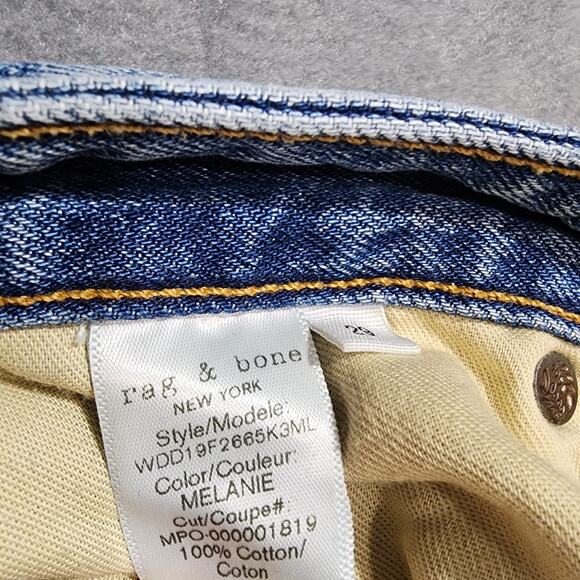 rag & bone
NEW YORK
Style/Modele:
WDD19F2665K3ML
Color/Couleur:
MELANIE
Cut/Coupe#
MPO-000001819
100% Cotton/
Coton
29